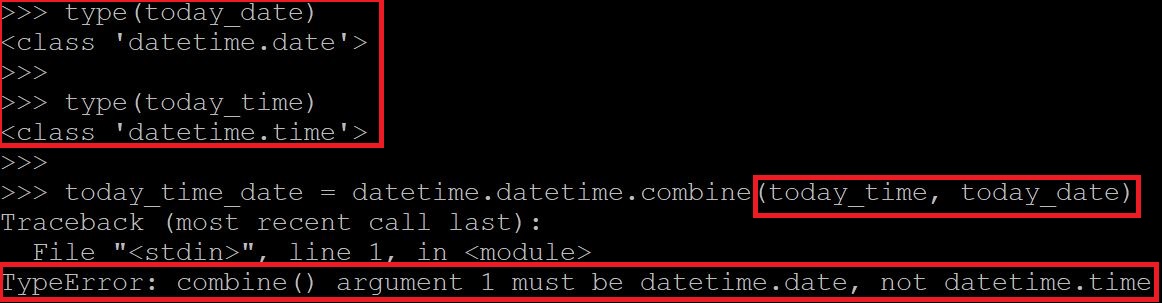 >>> type(today_date)
<class 'datetime.date'>
>>>
>>> type(today_time)
<class 'datetime.time'>
>>>
>>> today_time_date = datetime.datetime.combine(today_time, today_date)
Traceback (most recent call last):
  File "<stdin>", line 1, in <module>
TypeError: combine() argument 1 must be datetime.date, not datetime.time